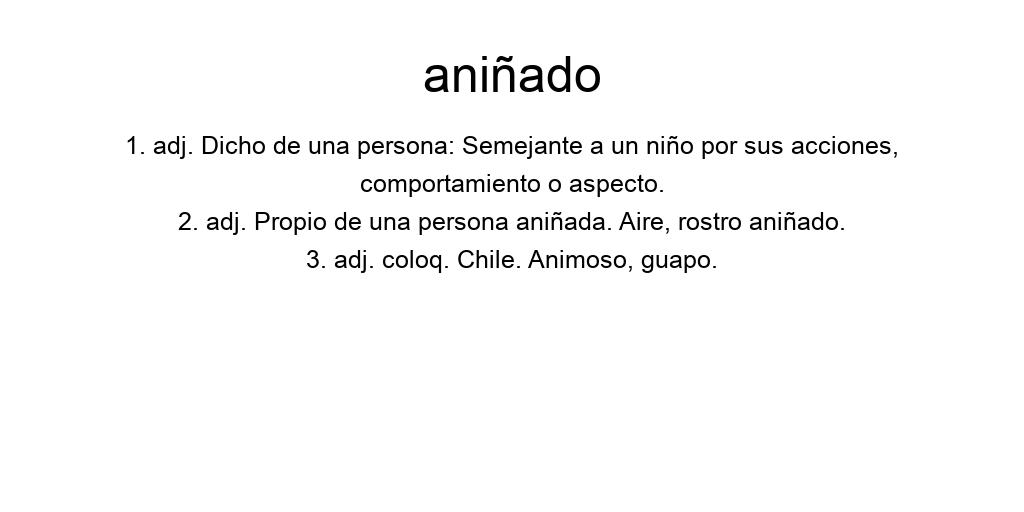 aniñado
1. adj. Dicho de una persona: Semejante a un niño por sus acciones,
comportamiento o aspecto.
2. adj. Propio de una persona aniñada. Aire, rostro aniñado.
3. adj. coloq. Chile. Animoso, guapo.